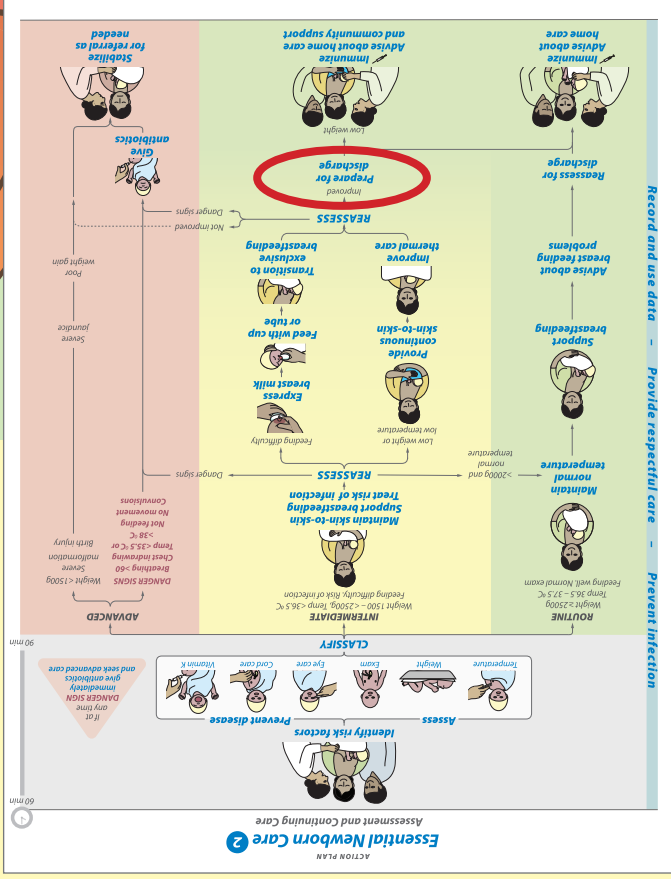 ACTION PLAN
Essential Newborn Care 2
Assessment and Continuing Care
60 min
Identify risk factors
Assess
Prevent disease
Temperature
Weight
Exam
Eye care
Cord care
Vitamin K
If at
any time
DANGER SIGN
immediately
give antibiotics
and seek advanced care
90 min
CLASSIFY
ROUTINE
Weight ≥2500g
Temp 36.5 – 37.5 ºC
Feeding well. Normal exam
Maintain
normal
temperature
Support
breastfeeding
Advise about
breast feeding
problems
Reassess for
discharge
Immunize
Advise about
home care
INTERMEDIATE
Weight 1500 – <2500g, Temp <36.5
Feeding difficulty. Risk of infection
Maintain skin-to-skin
Support breastfeeding
Treat risk of infection
REASSESS
>2000g and
normal
temperature
Danger signs
Low weight or
low temperature
Provide
continuous
skin-to-skin
Improve
thermal care
Feeding difficulty
Express
breast milk
Feed with cup
or tube
Transition to
exclusive
breastfeeding
REASSESS
Not improved
Danger signs
Improved
Prepare for
discharge
Low weight
Immunize
Advise about home care
and community support
ADVANCED
DANGER SIGNS
Breathing >60
Chest indrawing
Temp <35.5 ºC or
>38 ºC
Not feeding
No movement
Convulsions
Weight <1500g
Severe
malformation
Birth injury
Severe
jaundice
Poor
weight gain
Give
antibiotics
Stabilize
for referral as
needed
Prevent infection – Provide respectful care – Record and use data